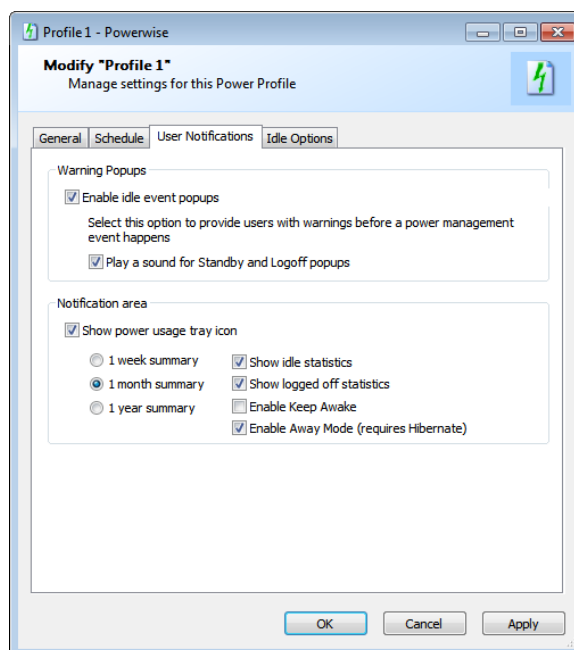 Profile 1 - Powerwise
Modify "Profile 1"
Manage settings for this Power Profile
General Schedule User Notifications Idle Options
Warning Popups
Enable idle event popups
Select this option to provide users with warnings before a power management
event happens
Play a sound for Standby and Logoff popups
Notification area
Show power usage tray icon
1 week summary Show idle statistics
1 month summary Show logged off statistics
1 year summary Enable Keep Awake
Enable Away Mode (requires Hibernate)
OK Cancel Apply